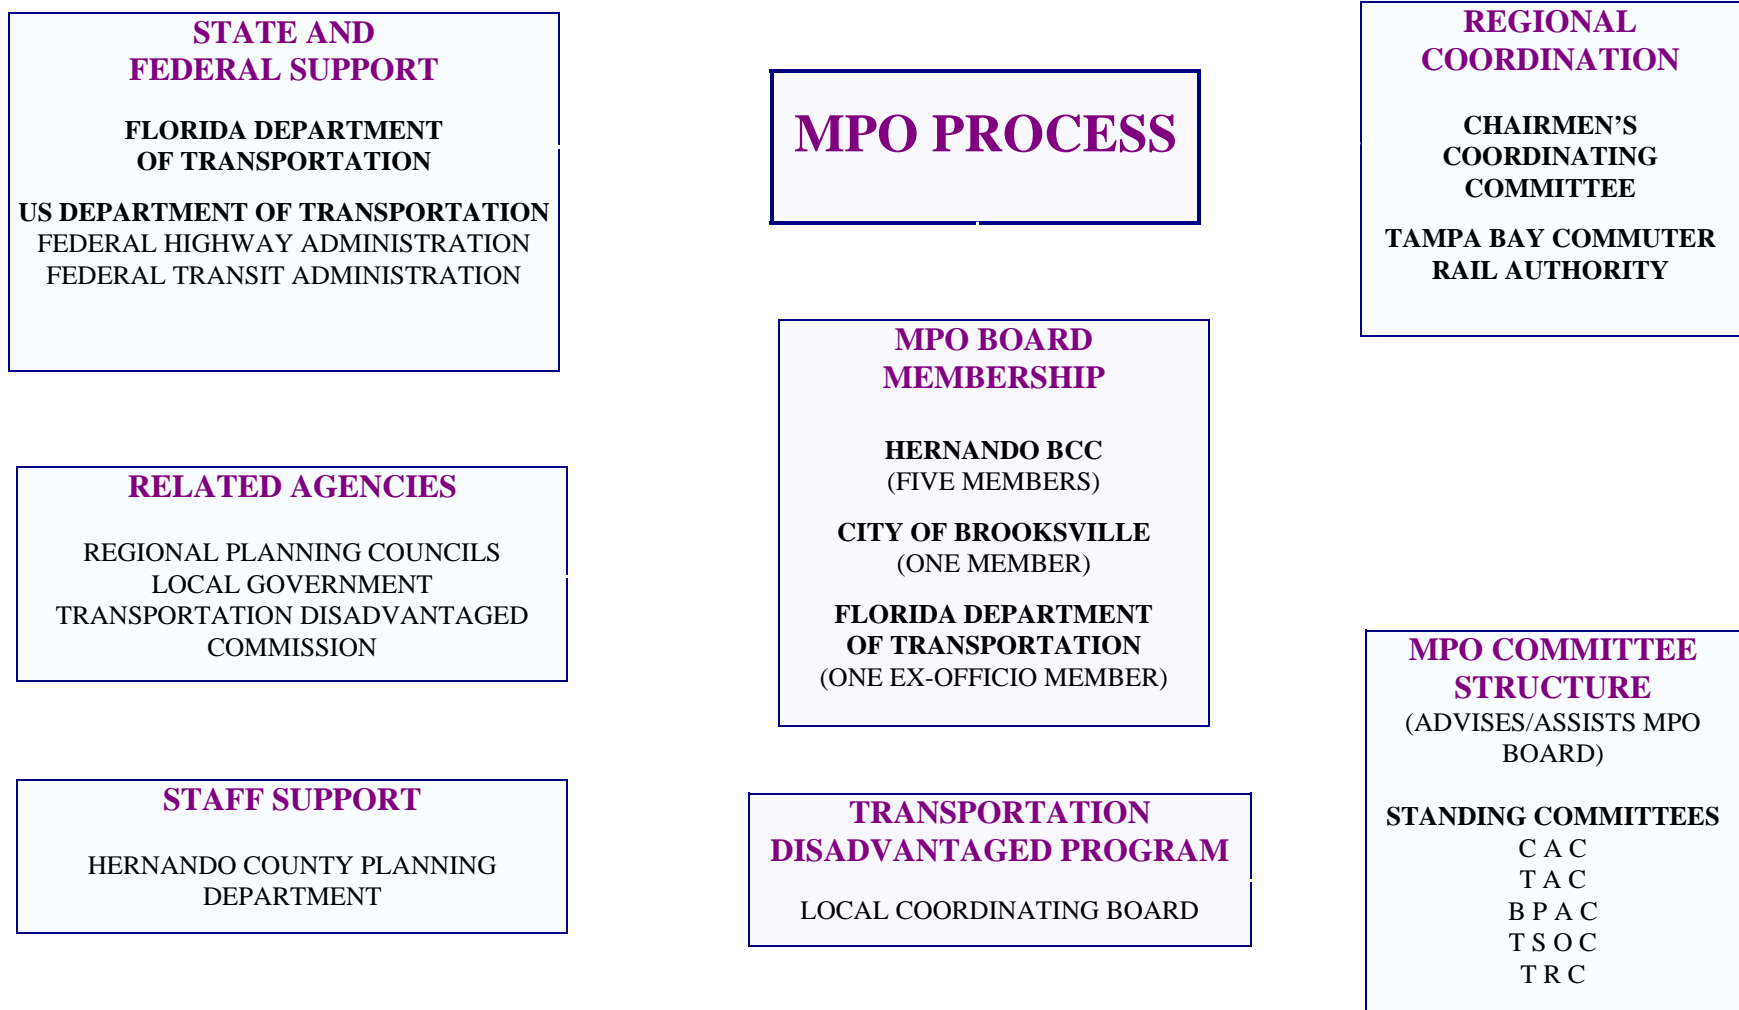 STATE AND
FEDERAL SUPPORT
FLORIDA DEPARTMENT
OF TRANSPORTATION
US DEPARTMENT OF TRANSPORTATION
FEDERAL HIGHWAY ADMINISTRATION
FEDERAL TRANSIT ADMINISTRATION
MPO PROCESS
REGIONAL
COORDINATION
CHAIRMEN'S
COORDINATING
COMMITTEE
TAMPA BAY COMMUTER
RAIL AUTHORITY
MPO BOARD
MEMBERSHIP
HERNANDO BCC
(FIVE MEMBERS)
CITY OF BROOKSVILLE
(ONE MEMBER)
FLORIDA DEPARTMENT
OF TRANSPORTATION
(ONE EX-OFFICIO MEMBER)
RELATED AGENCIES
REGIONAL PLANNING COUNCILS
LOCAL GOVERNMENT
TRANSPORTATION DISADVANTAGED
COMMISSION
MPO COMMITTEE
STRUCTURE
(ADVISES/ASSISTS MPO
BOARD)
STANDING COMMITTEES
C A C
T A C
B P A C
T S O C
T R C
STAFF SUPPORT
HERNANDO COUNTY PLANNING
DEPARTMENT
TRANSPORTATION
DISADVANTAGED PROGRAM
LOCAL COORDINATING BOARD